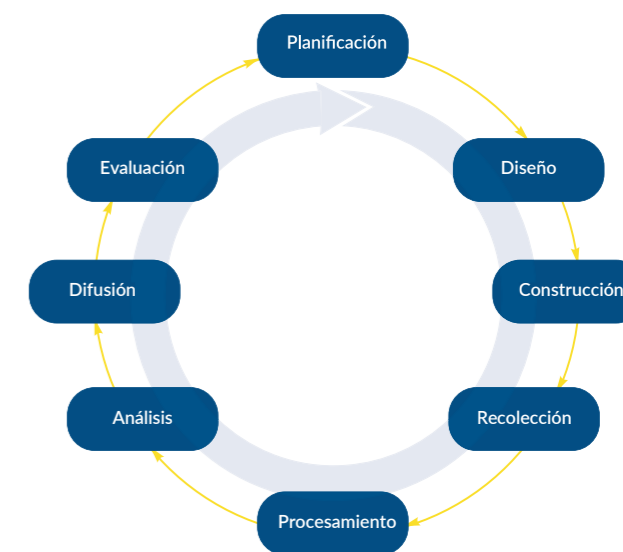 Planificación
Diseño
Construcción
Recolección
Procesamiento
Análisis
Difusión
Evaluación